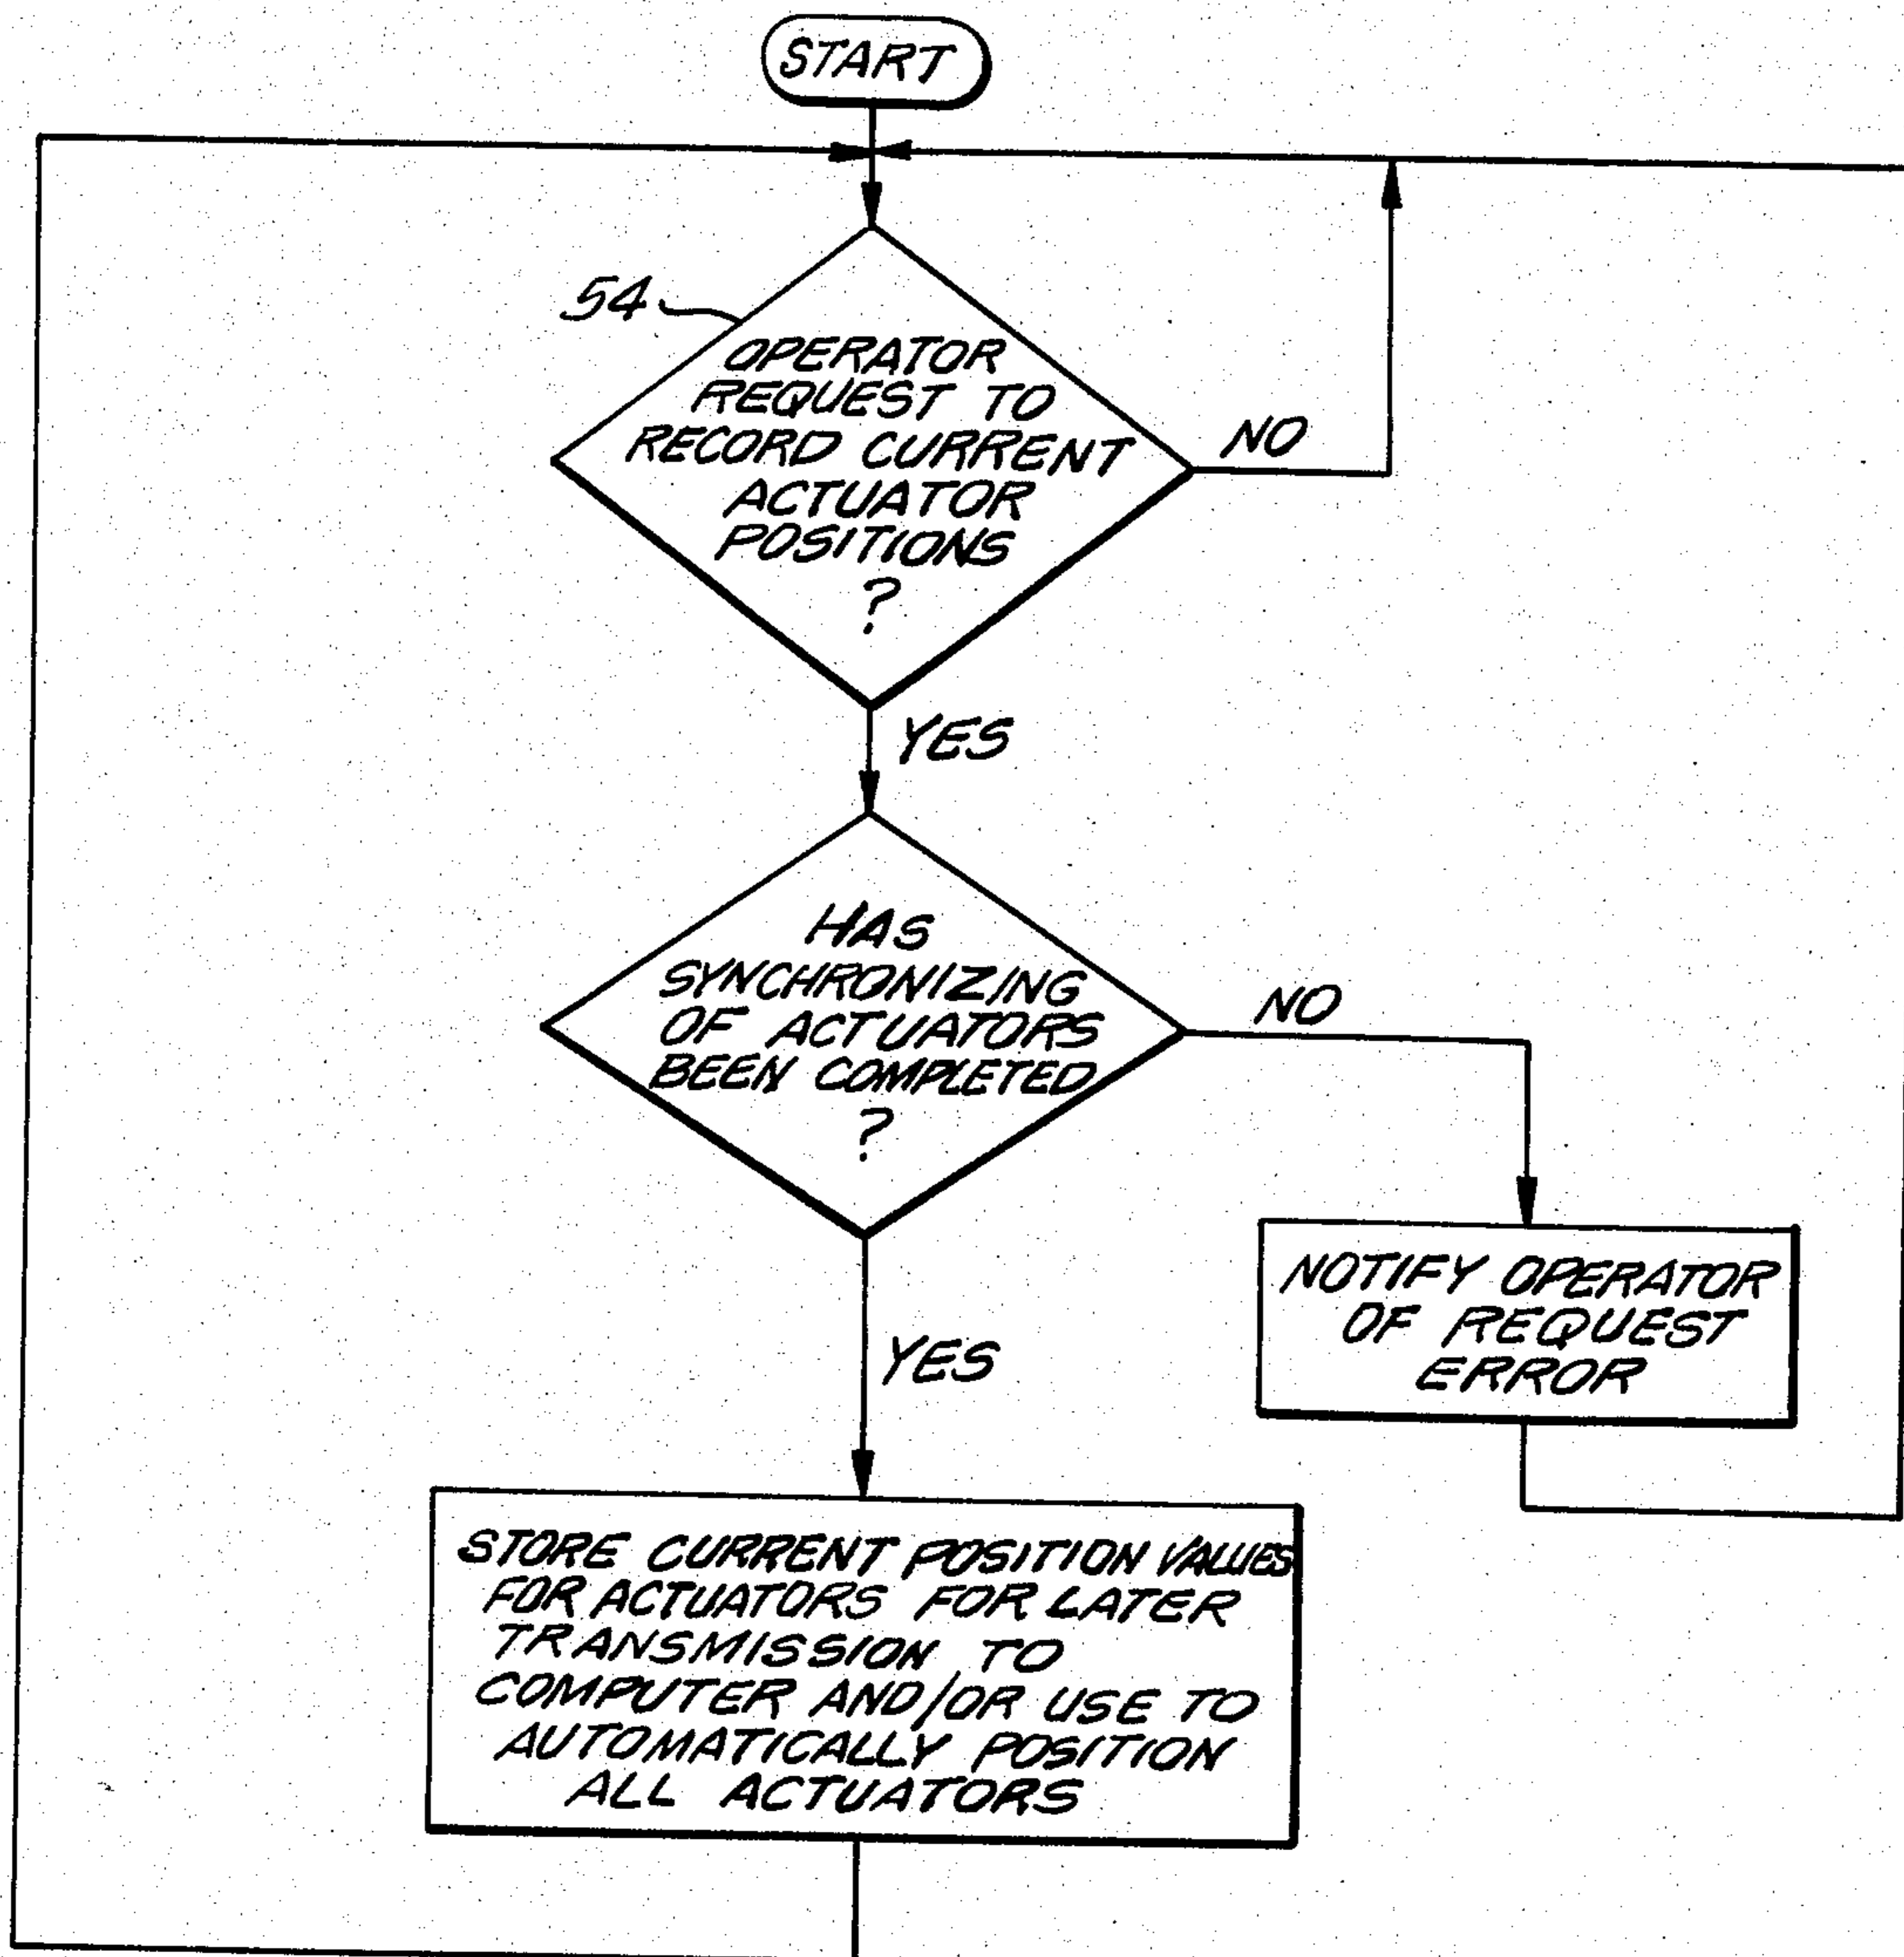 START
54
OPERATOR
REQUEST TO
RECORD CURRENT
ACTUATOR
POSITIONS
?
NO
YES
HAS
SYNCHRONIZING
OF ACTUATORS
BEEN COMPLETED
?
NO
YES
NOTIFY OPERATOR
OF REQUEST
ERROR
STORE CURRENT POSITION VALUES
FOR ACTUATORS FOR LATER
TRANSMISSION TO
COMPUTER AND/OR USE TO
AUTOMATICALLY POSITION
ALL ACTUATORS